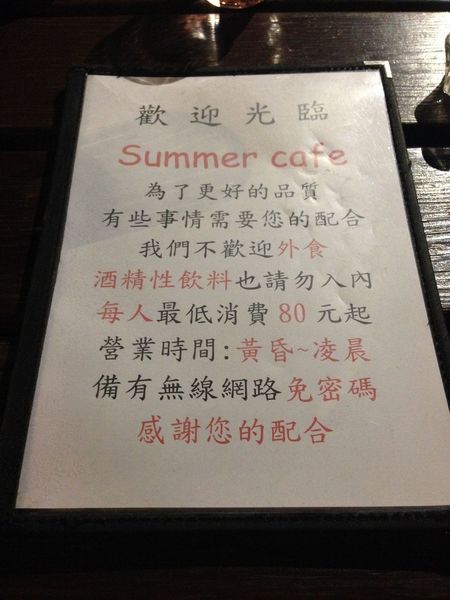 歡迎光臨
Summer cafe
為了更好的品質
有些事情需要您的配合
我們不歡迎外食
酒精性飲料也請勿入內
每人最低消費 80 元起
營業時間:黃昏~凌晨
備有無線網路免密碼
感謝您的配合